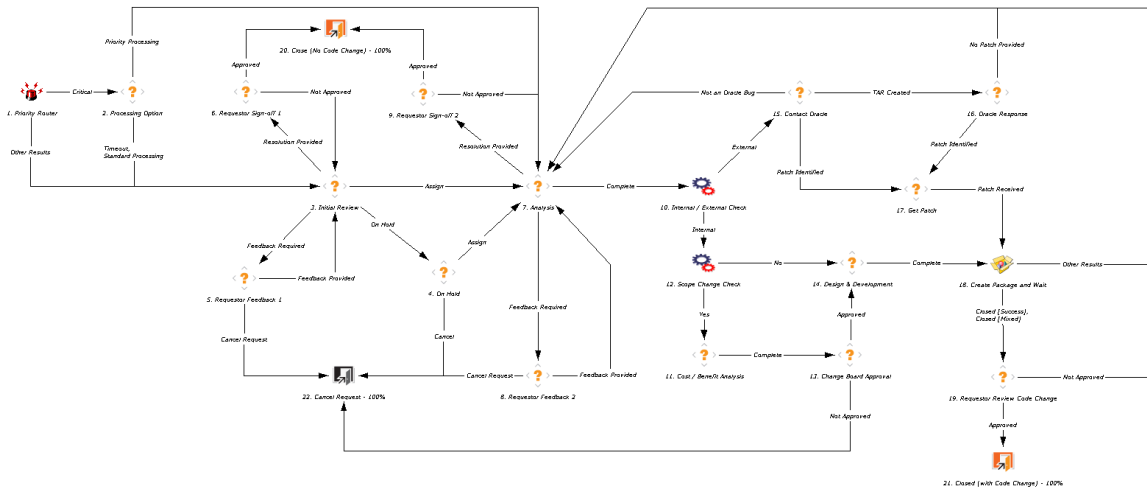 No Patch Provided
Priority Processing
20. Close (No Code Change) - 100%
Approved
Approved
Critical
Not Approved
Not Approved
Not an Oracle Bug
TAR Created
1. Priority Router
2. Processing Option
6. Requestor Sign-off 1
9. Requestor Sign-off 2
15. Contact Oracle
16. Oracle Response
Other Results
Timeout,
Standard Processing
Resolution Provided
Resolution Provided
External
Patch Identified
Patch Identified
Assign
Complete
Patch Received
3. Initial Review
7. Analysis
10. Internal / External Check
17. Get Patch
On Hold
Internal
Feedback Required
Assign
Feedback Provided
No
Complete
Other Results
5. Requestor Feedback 1
4. On Hold
12. Scope Change Check
14. Design & Development
18. Create Package and Wait
Feedback Required
Yes
Approved
Closed [Success],
Closed [Mixed]
Cancel Request
Cancel
Complete
Cancel Request
Feedback Provided
Not Approved
22. Cancel Request - 100%
8. Requestor Feedback 2
11. Cost / Benefit Analysis
13. Change Board Approval
19. Requestor Review Code Change
Not Approved
Approved
21. Closed (with Code Change) - 100%